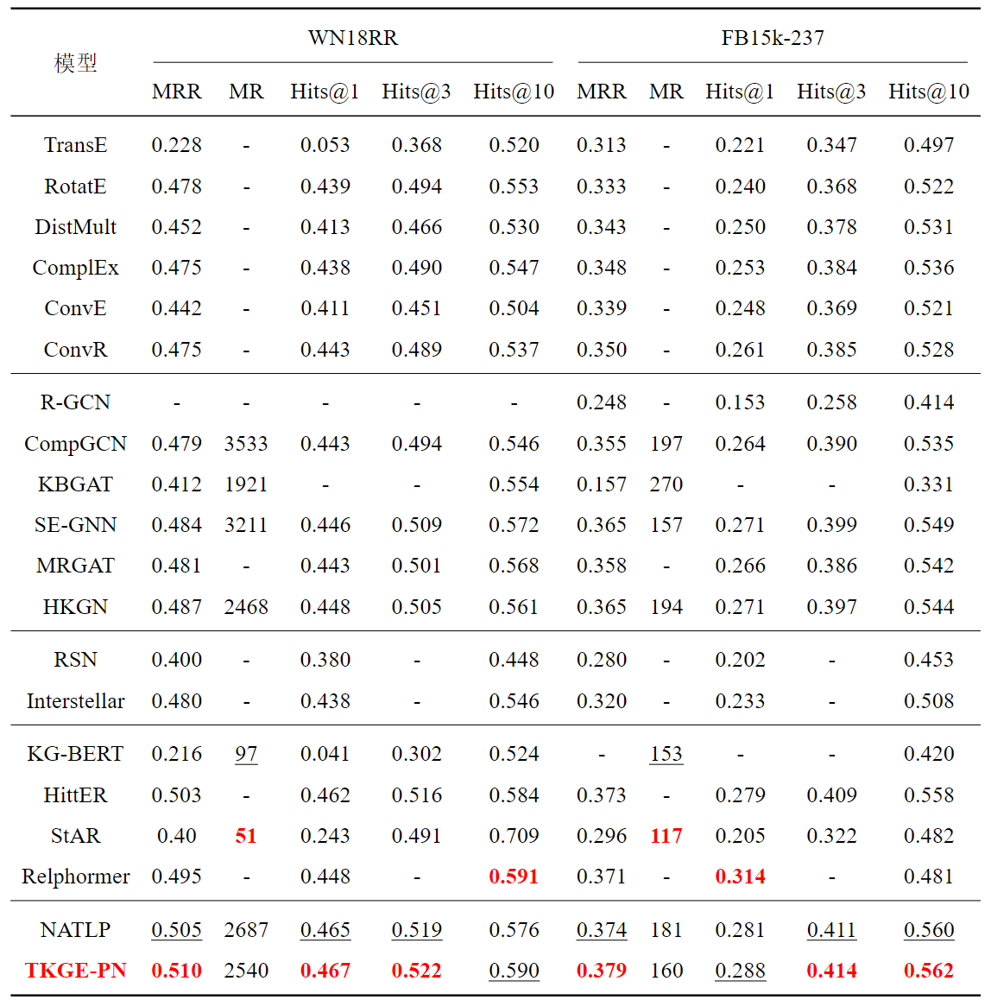 WN18RR FB15k-237
模型
MRR MR Hits@1 Hits@3 Hits@10 MRR MR Hits@1 Hits@3 Hits@10
TransE 0.228 - 0.053 0.368 0.520 0.313 - 0.221 0.347 0.497
RotatE 0.478 - 0.439 0.494 0.553 0.333 - 0.240 0.368 0.522
DistMult 0.452 - 0.413 0.466 0.530 0.343 - 0.250 0.378 0.531
ComplEx 0.475 - 0.438 0.490 0.547 0.348 - 0.253 0.384 0.536
ConvE 0.442 - 0.411 0.451 0.504 0.339 - 0.248 0.369 0.521
ConvR 0.475 - 0.443 0.489 0.537 0.350 - 0.261 0.385 0.528
R-GCN - - - - - 0.248 - 0.153 0.258 0.414
CompGCN 0.479 3533 0.443 0.494 0.546 0.355 197 0.264 0.390 0.535
KBGAT 0.412 1921 - - 0.554 0.157 270 - - 0.331
SE-GNN 0.484 3211 0.446 0.509 0.572 0.365 157 0.271 0.399 0.549
MRGAT 0.481 - 0.443 0.501 0.568 0.358 - 0.266 0.386 0.542
HKGN 0.487 2468 0.448 0.505 0.561 0.365 194 0.271 0.397 0.544
RSN 0.400 - 0.380 - 0.448 0.280 - 0.202 - 0.453
Interstellar 0.480 - 0.438 - 0.546 0.320 - 0.233 - 0.508
KG-BERT 0.216 97 0.041 0.302 0.524 - 153 - - 0.420
HittER 0.503 - 0.462 0.516 0.584 0.373 - 0.279 0.409 0.558
StAR 0.40 51 0.243 0.491 0.709 0.296 117 0.205 0.322 0.482
Relphormer 0.495 - 0.448 - 0.591 0.371 - 0.314 - 0.481
NATLP 0.505 2687 0.465 0.519 0.576 0.374 181 0.281 0.411 0.560
TKGE-PN 0.510 2540 0.467 0.522 0.590 0.379 160 0.288 0.414 0.562